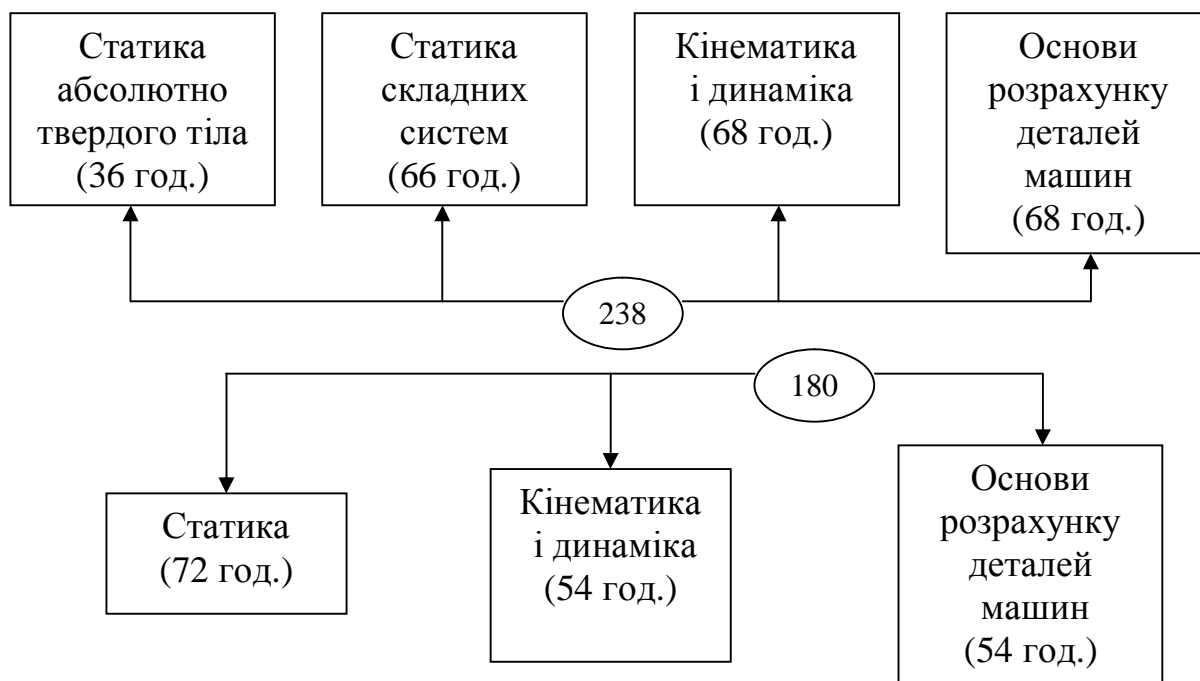 Статика
абсолютно
твердого тіла
(36 год.)
Статика
складних
систем
(66 год.)
Кінематика
і динаміка
(68 год.)
Основи
розрахунку
деталей
машин
(68 год.)
238
180
Статика
(72 год.)
Кінематика
і динаміка
(54 год.)
Основи
розрахунку
деталей
машин
(54 год.)